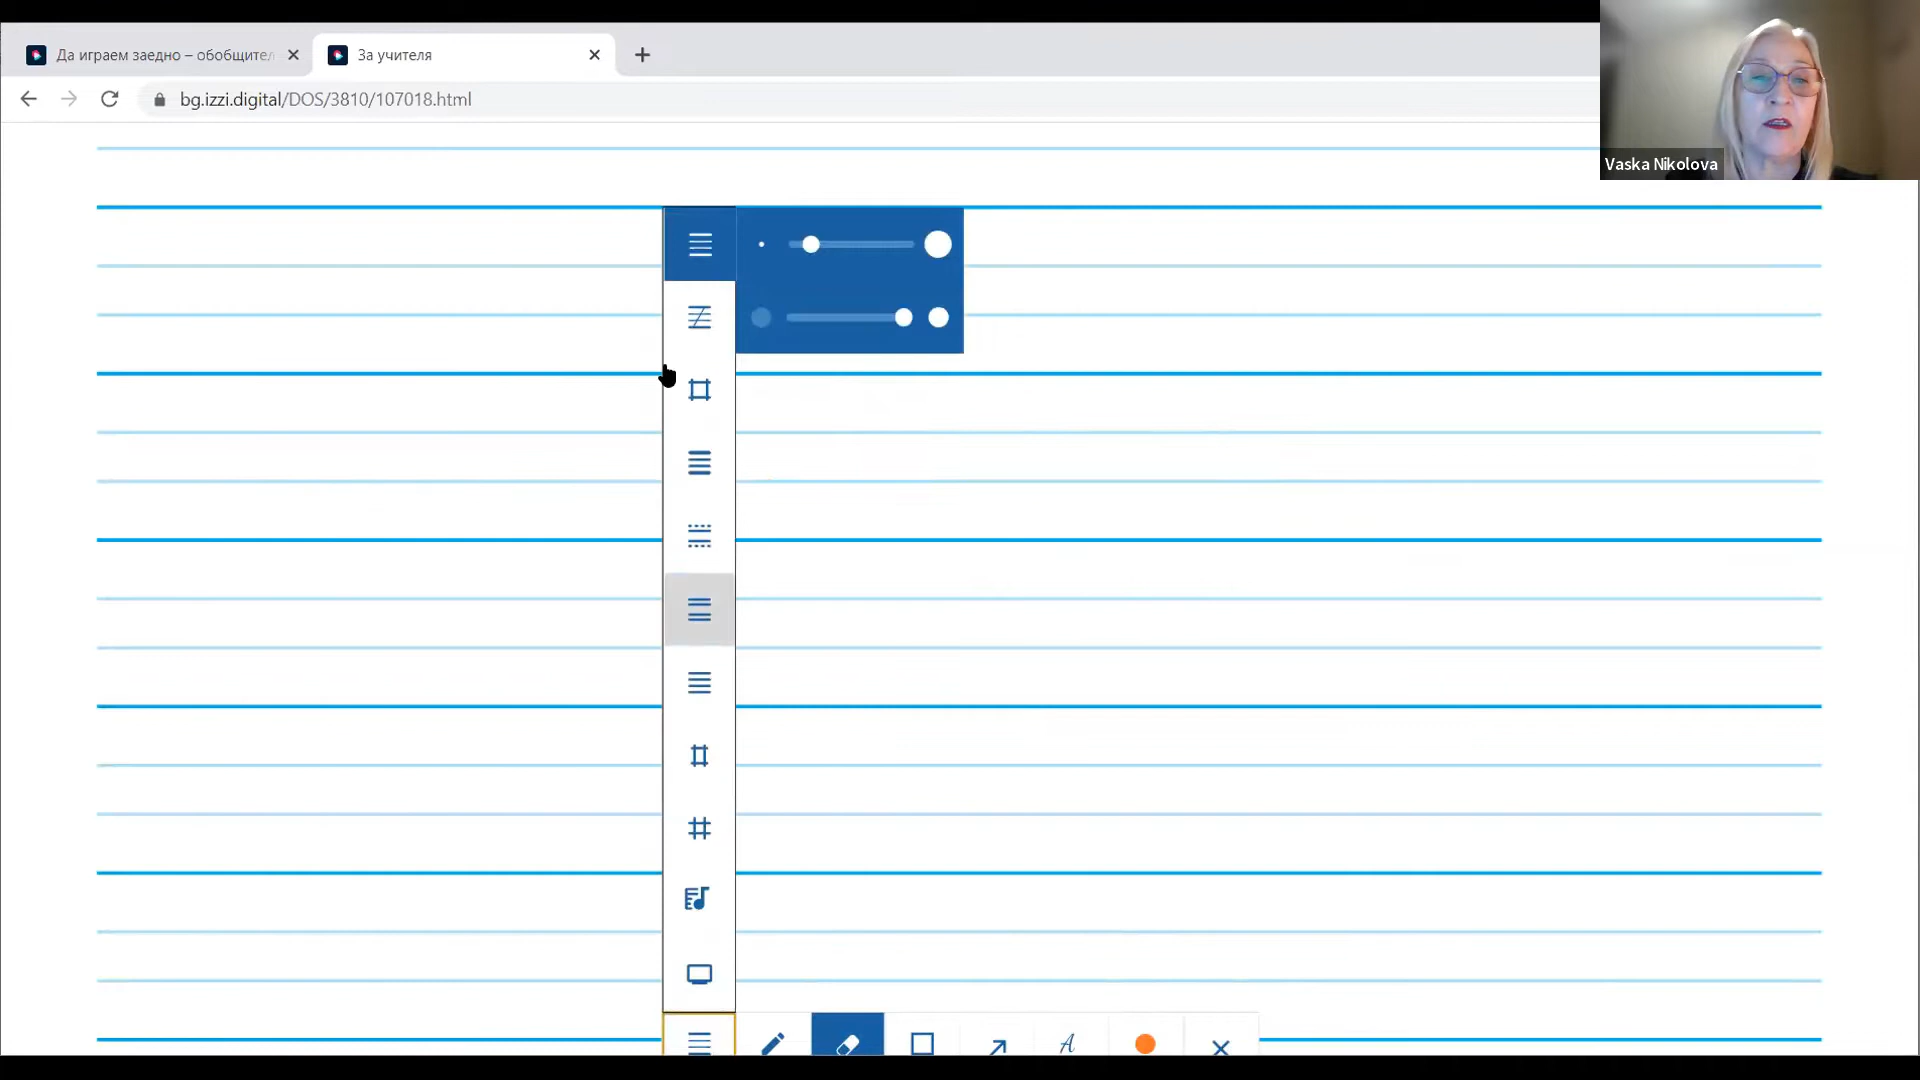 Да играем заедно – обобщител
За учителя
bg.izzi.digital/DOS/3810/107018.html
Vaska Nikolova
A